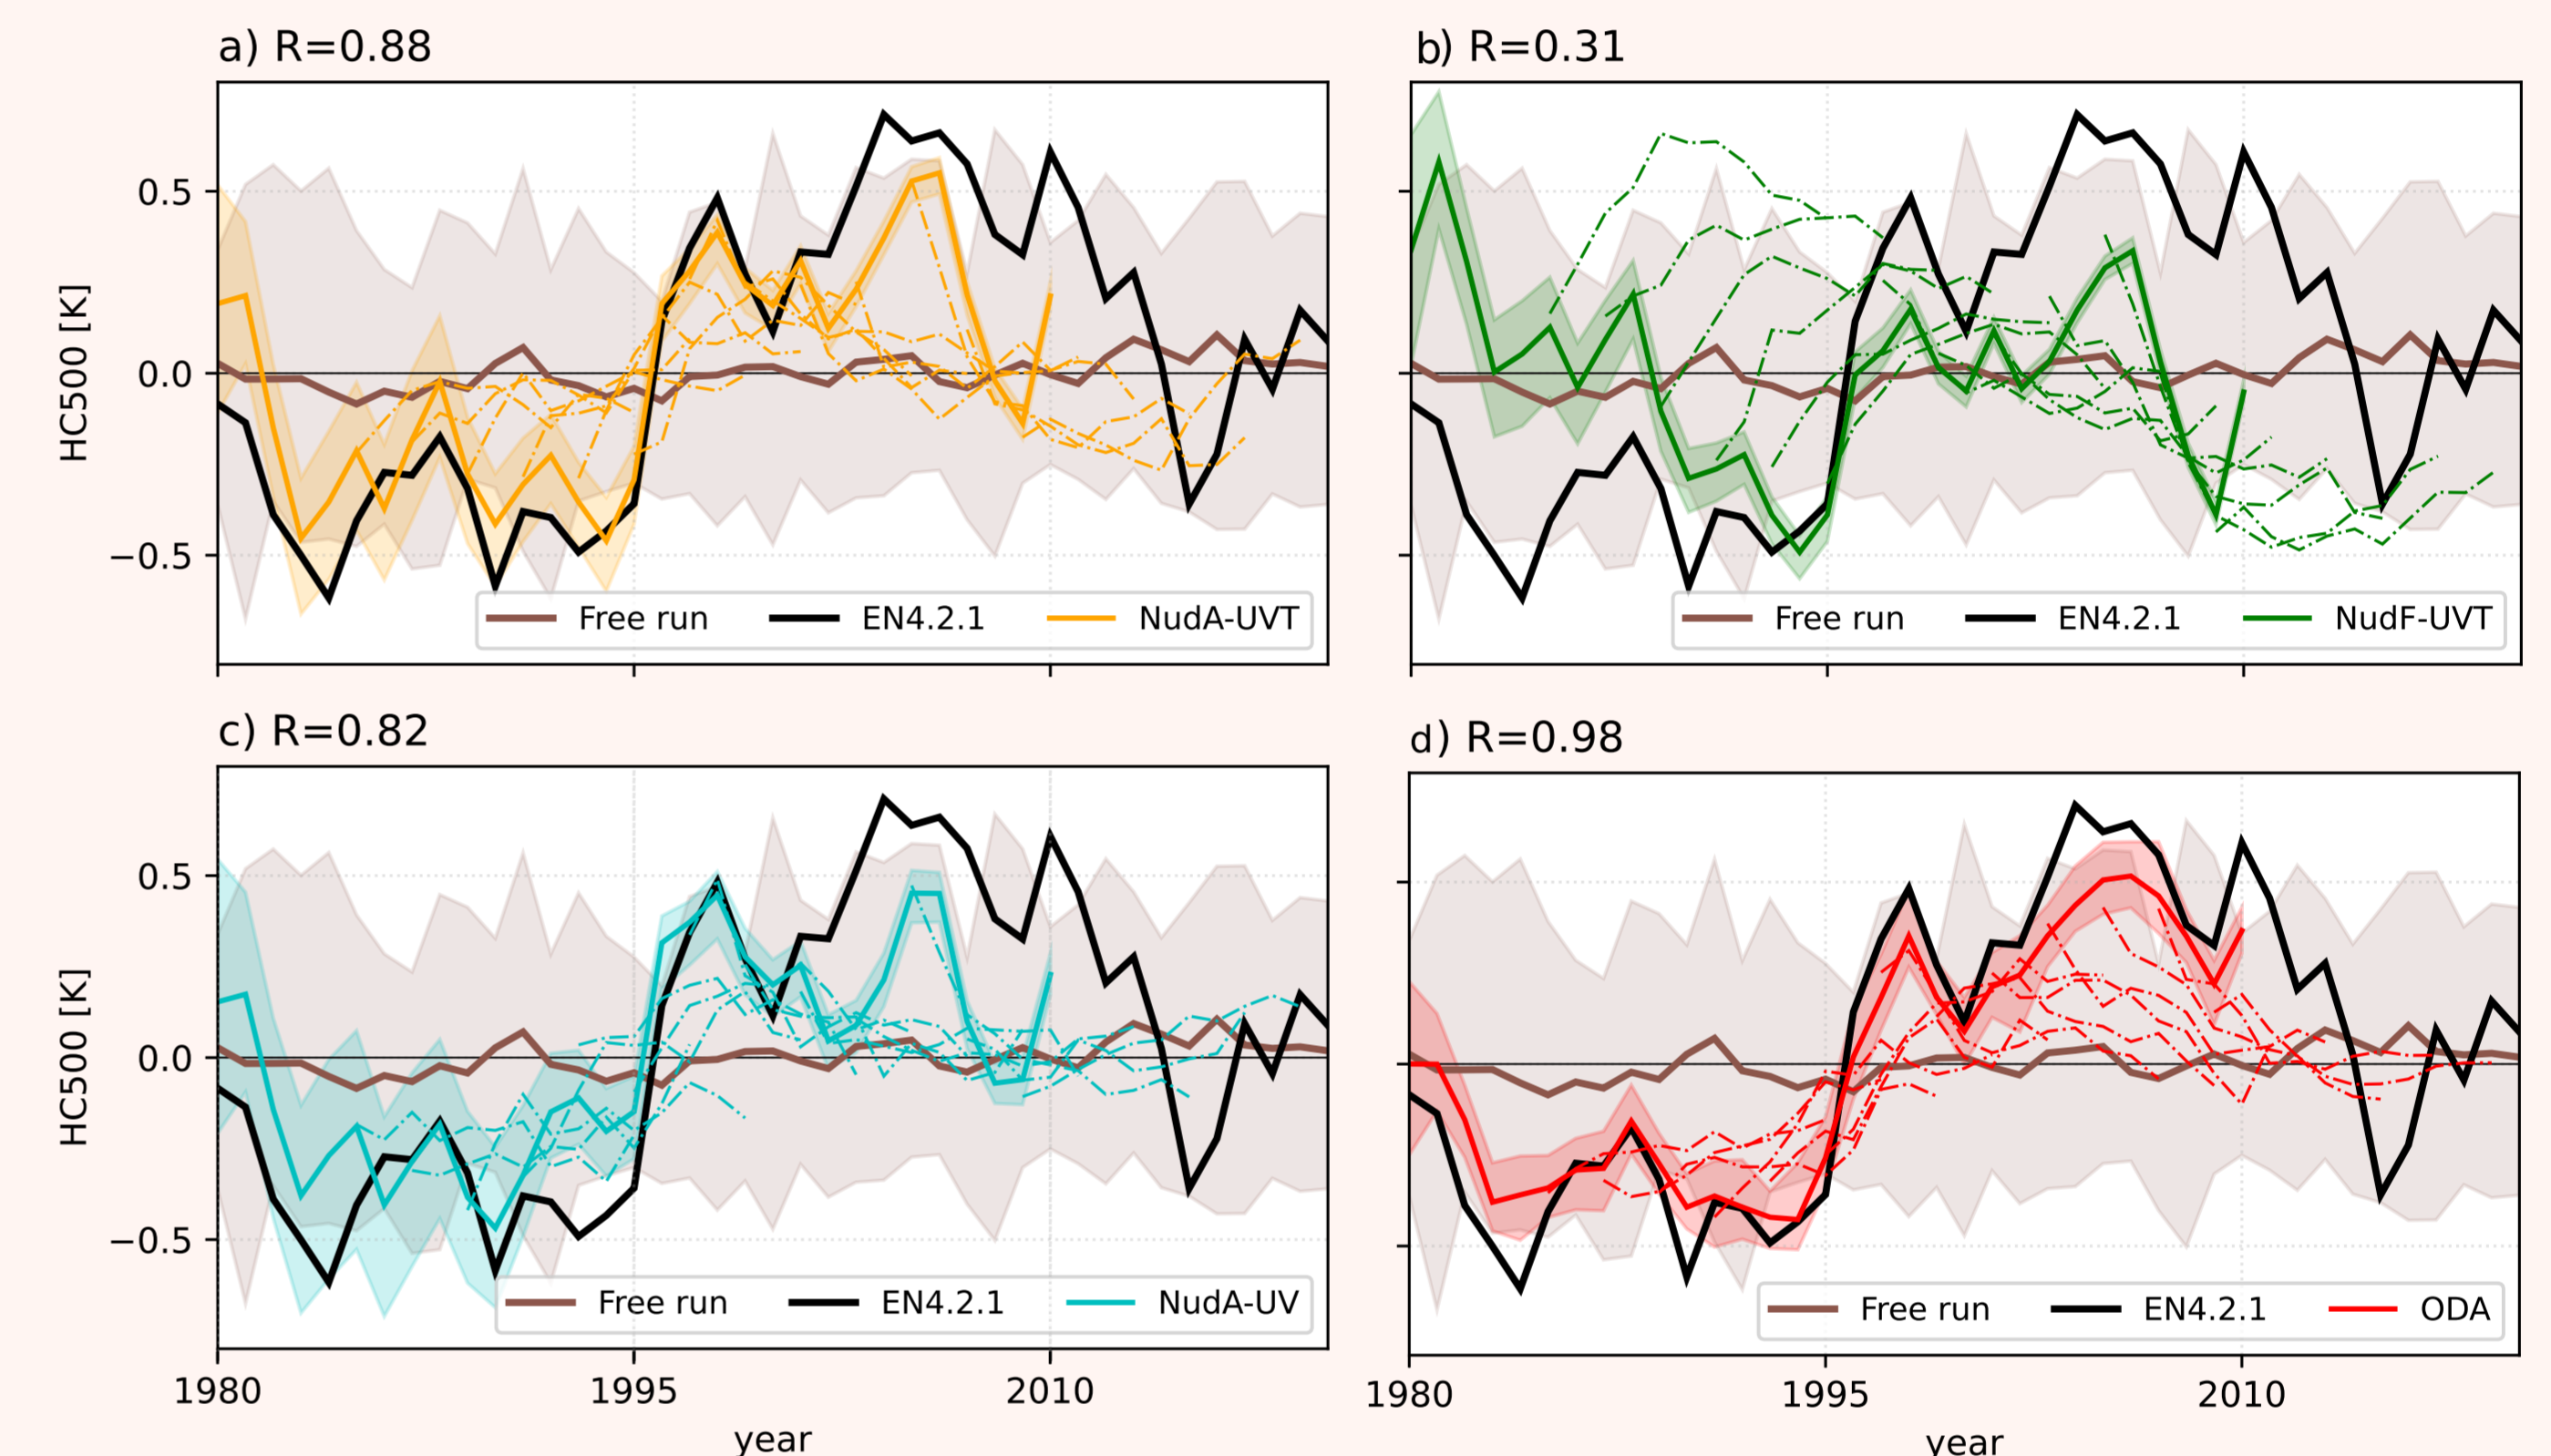 a) R=0.88
b) R=0.31
HC500 [K]
0.5
0.0
−0.5
Free run
EN4.2.1
NudA-UVT
Free run
EN4.2.1
NudF-UVT
c) R=0.82
d) R=0.98
HC500 [K]
0.5
0.0
−0.5
Free run
EN4.2.1
NudA-UV
Free run
EN4.2.1
ODA
1980
1995
2010
1980
1995
2010
year
year